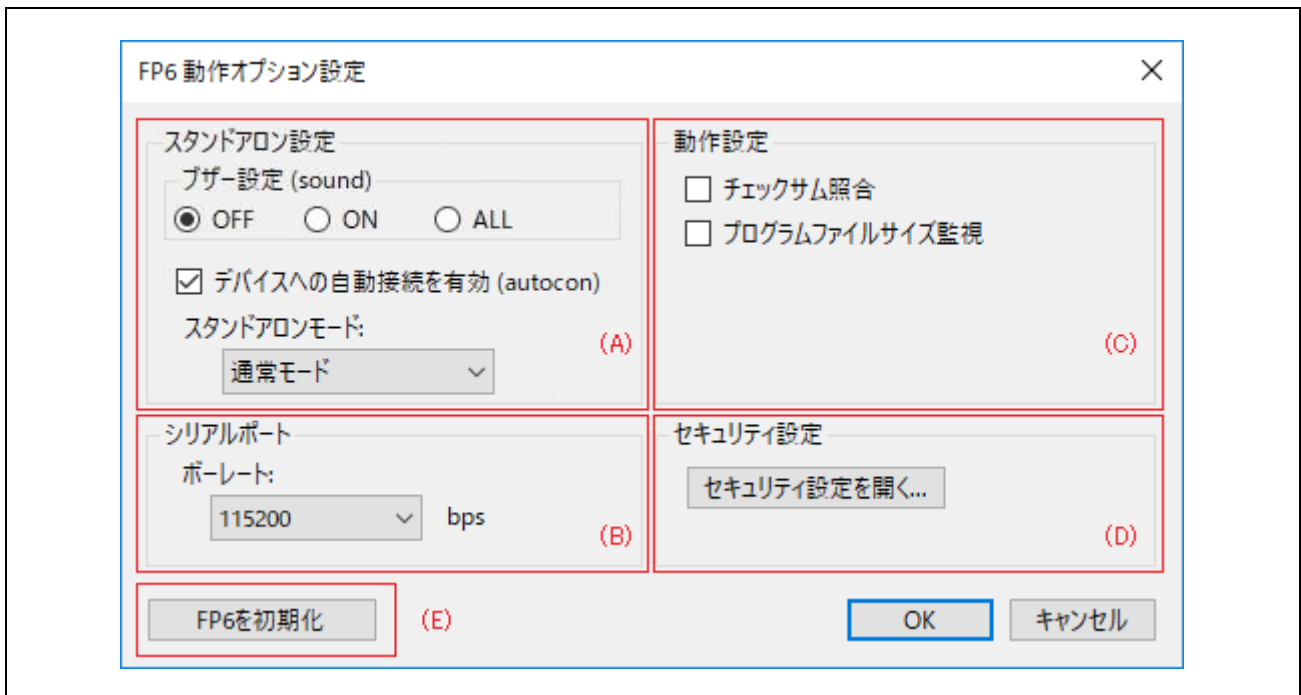 FP6 動作オプション設定
スタンドアロン設定
ブザー設定 (sound)
OFF ON ALL
デバイスへの自動接続を有効 (autocon)
スタンドアロンモード:
通常モード
(A)
動作設定
チェックサム照合
プログラムファイルサイズ監視
(C)
シリアルポート
ボーレート:
115200 bps
(B)
セキュリティ設定
セキュリティ設定を開く...
(D)
FP6を初期化
(E)
OK
キャンセル